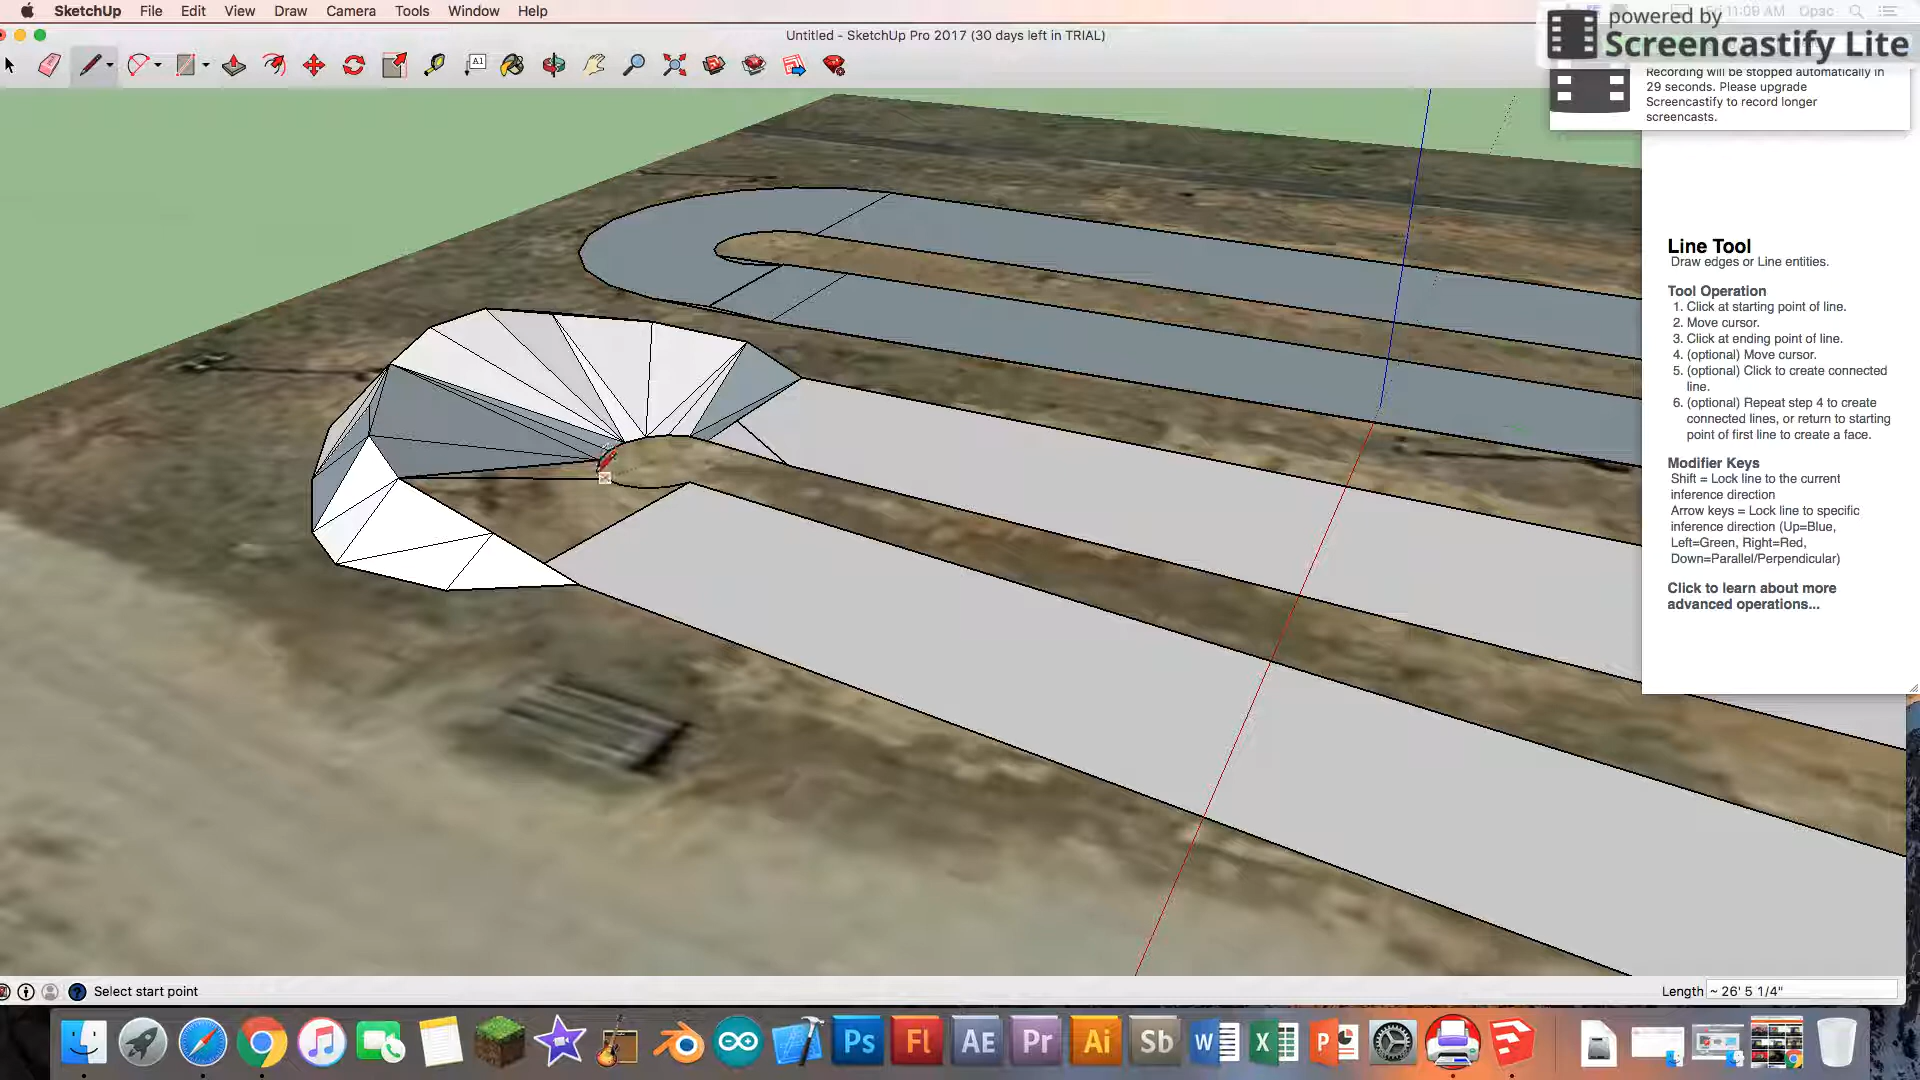 SketchUp File Edit View Draw Camera Tools Window Help
11:09 AM Opac
powered by
Screencastify Lite
Untitled - SketchUp Pro 2017 (30 days left in TRIAL)
A1
Recording will be stopped automatically in
29 seconds. Please upgrade
Screencastify to record longer
screencasts.
Line Tool
Draw edges or Line entities.
Tool Operation
1. Click at starting point of line.
2. Move cursor.
3. Click at ending point of line.
4. (optional) Move cursor.
5. (optional) Click to create connected
line.
6. (optional) Repeat step 4 to create
connected lines, or return to starting
point of first line to create a face.
Modifier Keys
Shift = Lock line to the current
inference direction
Arrow keys = Lock line to specific
inference direction (Up=Blue,
Left=Green, Right=Red,
Down=Parallel/Perpendicular)
Click to learn about more
advanced operations...
Select start point
Length ~ 26' 5 1/4"
Ps Fl AE Pr Ai Sb W X P